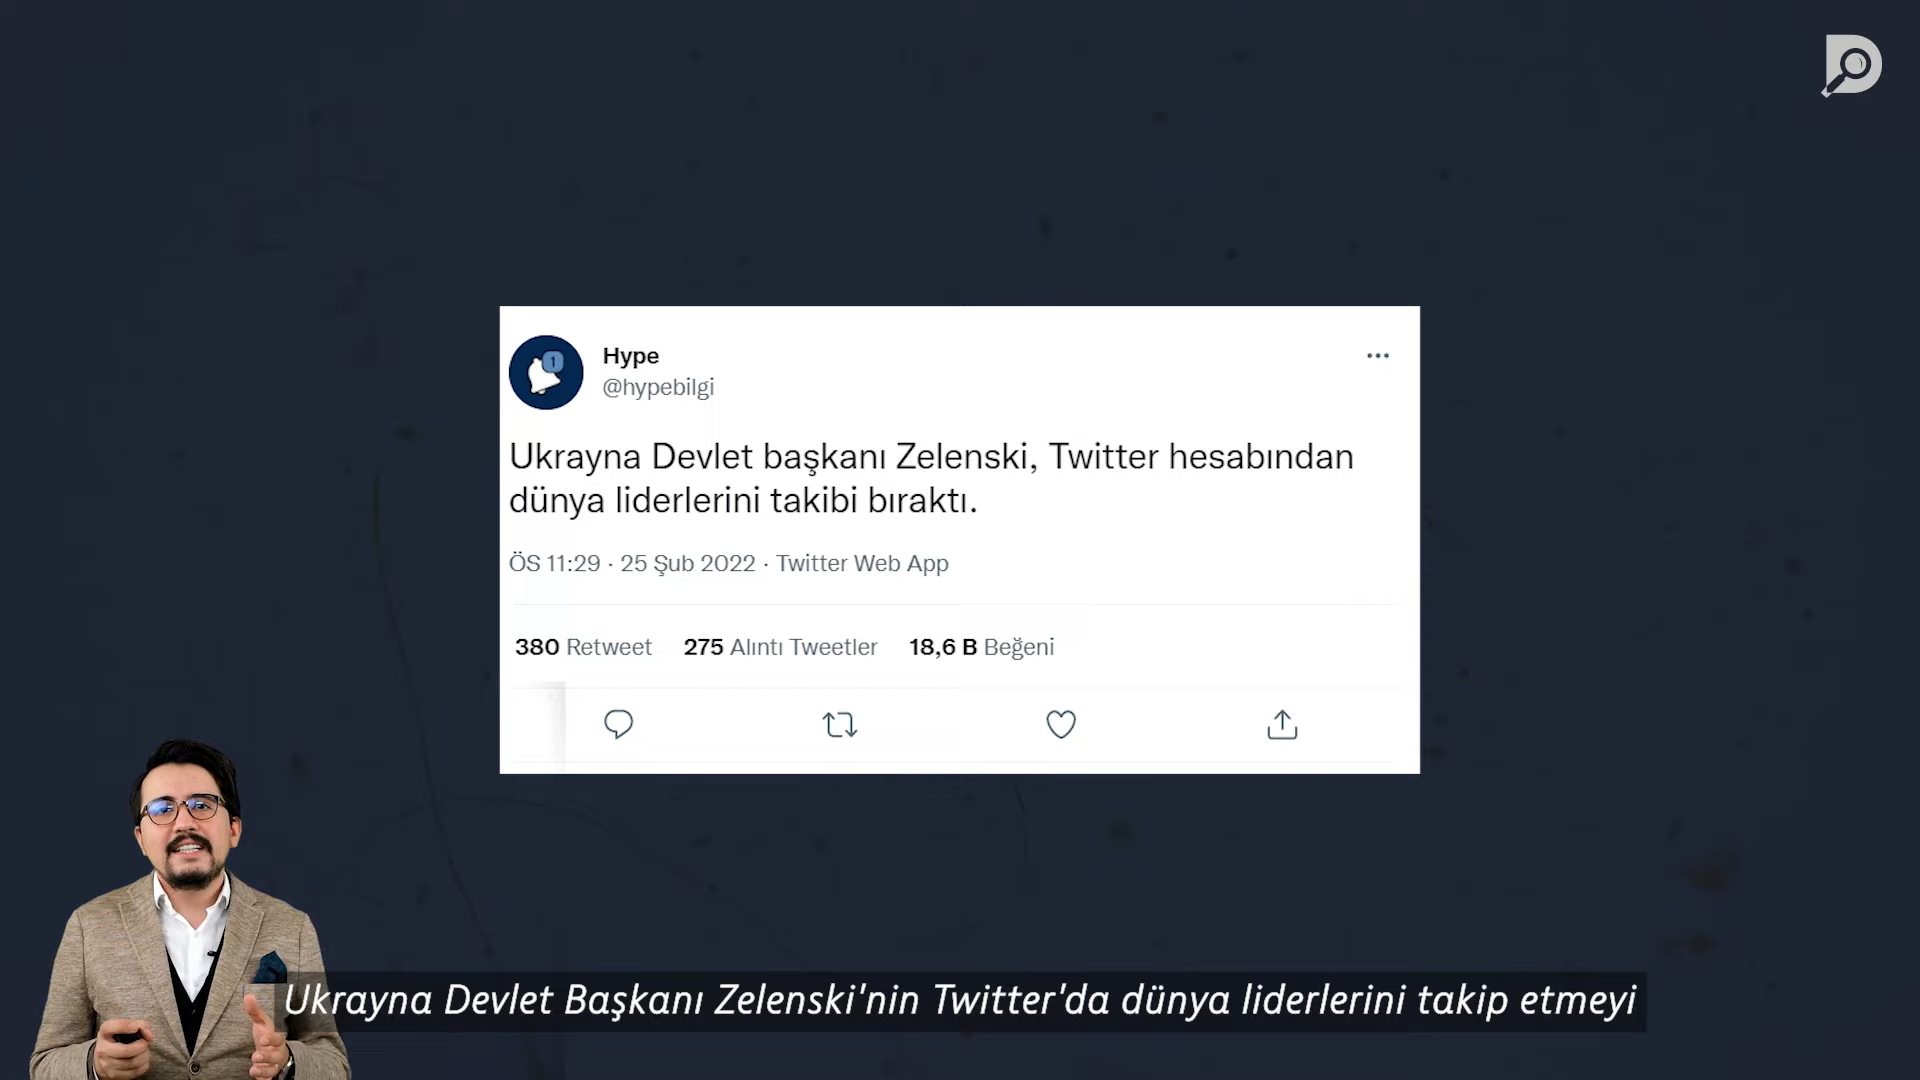 1
Hype
@hypebilgi
Ukrayna Devlet başkanı Zelenski, Twitter hesabından
dünya liderlerini takibi bıraktı.
ÖS 11:29 · 25 Şub 2022 · Twitter Web App
380 Retweet 275 Alıntı Tweetler 18,6 B Beğeni
Ukrayna Devlet Başkanı Zelenski'nin Twitter'da dünya liderlerini takip etmeyi